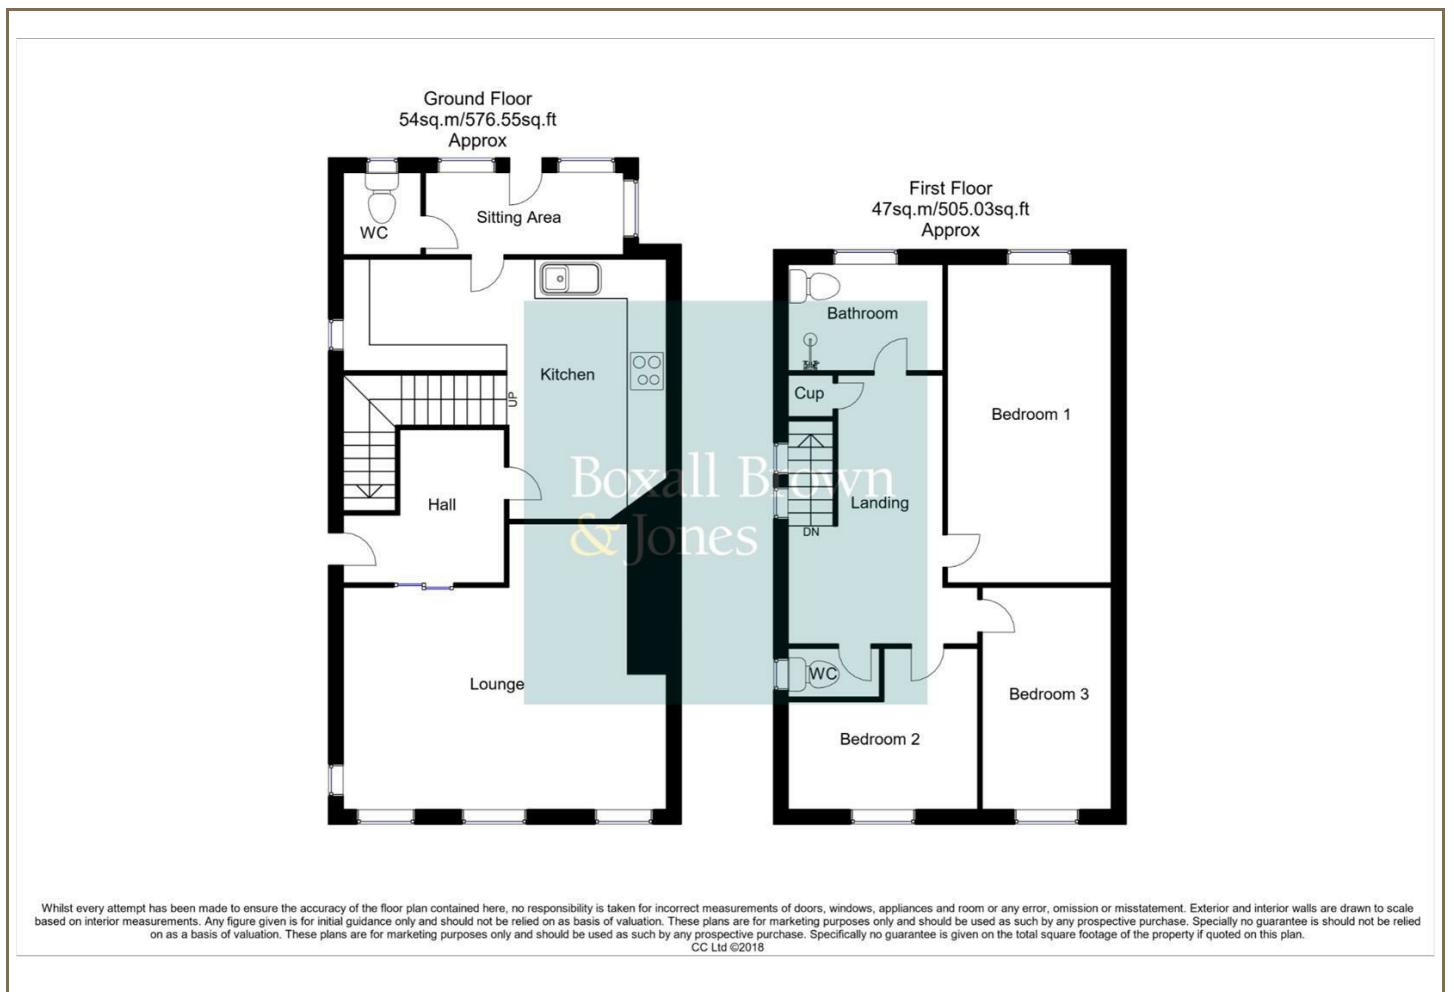 Ground Floor
54sq.m/576.55sq.ft
Approx
WC
Sitting Area
Kitchen
UP
Hall
Lounge
First Floor
47sq.m/505.03sq.ft
Approx
Bathroom
Cup
Bedroom 1
Landing
DN
WC
Bedroom 3
Bedroom 2
Boxall Brown
& Jones
Whilst every attempt has been made to ensure the accuracy of the floor plan contained here, no responsibility is taken for incorrect measurements of doors, windows, appliances and room or any error, omission or misstatement. Exterior and interior walls are drawn to scale
based on interior measurements. Any figure given is for initial guidance only and should not be relied on as basis of valuation. These plans are for marketing purposes only and should be used as such by any prospective purchase. Specially no guarantee is should not be relied
on as a basis of valuation. These plans are for marketing purposes only and should be used as such by any prospective purchase. Specifically no guarantee is given on the total square footage of the property if quoted on this plan.
CC Ltd ©2018